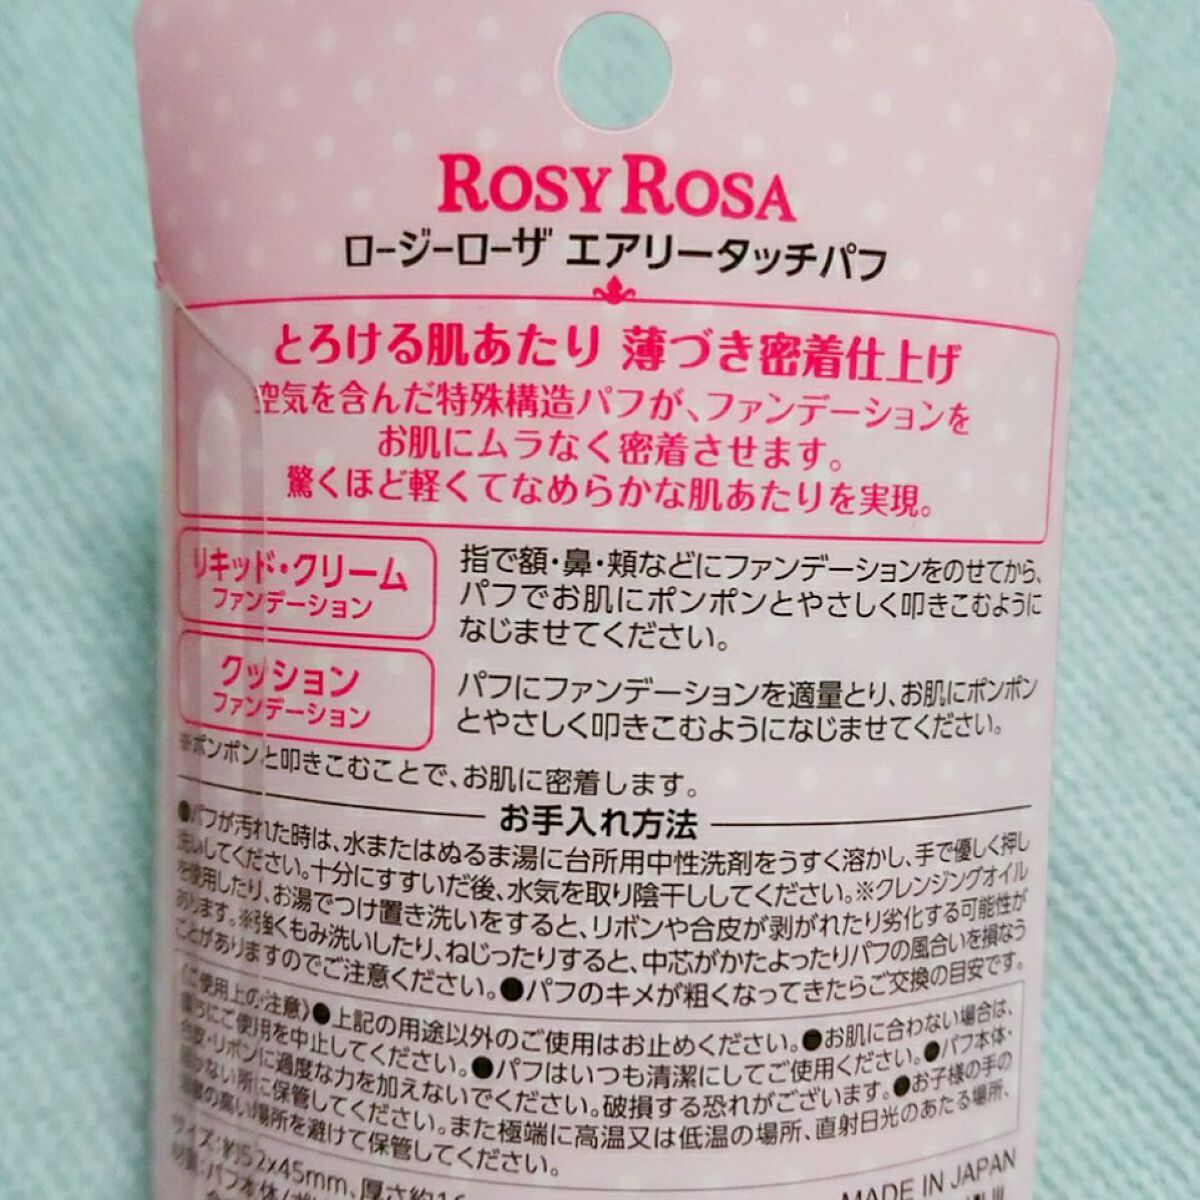 ROSY ROSA
ロージーローザ エアリータッチパフ
とろける肌あたり 薄づき密着仕上げ
空気を含んだ特殊構造パフが、ファンデーションを
お肌にムラなく密着させます。
驚くほど軽くてなめらかな肌あたりを実現。
リキッド・クリーム
ファンデーション
指で額・鼻・頬などにファンデーションをのせてから、
パフでお肌にポンポンとやさしく叩きこむように
なじませてください。
クッション
ファンデーション
パフにファンデーションを適量とり、お肌にポンポン
とやさしく叩きこむようになじませてください。
※ポンポンと叩きこむことで、お肌に密着します。
お手入れ方法
●パフが汚れた時は、水またはぬるま湯に台所用中性洗剤をうすく溶かし、手で優しく押し
洗いしてください。十分にすすいだ後、水気を取り陰干ししてください。※クレンジングオイル
を使用したり、お湯でつけ置き洗いをすると、リボンや合皮が剥がれたり劣化する可能性が
あります。※強くもみ洗いしたり、ねじったりすると、中芯がかたよったりパフの風合いを損なう
ことがありますのでご注意ください。●パフのキメが粗くなってきたらご交換の目安です。
《ご使用上の注意》●上記の用途以外のご使用はお止めください。●お肌に合わない場合は、
直ちにご使用を中止してください。●パフはいつも清潔にしてご使用ください。●パフ本体・
合皮・リボンに過度な力を加えないでください。破損する恐れがございます。●お子様の手の
届かない所に保管してください。また極端に高温又は低温の場所、直射日光のあたる場所、
湿度の高い場所を避けて保管してください。
サイズ:約52×45mm、厚さ約
材質:パフ本体/
MADE IN JAPAN